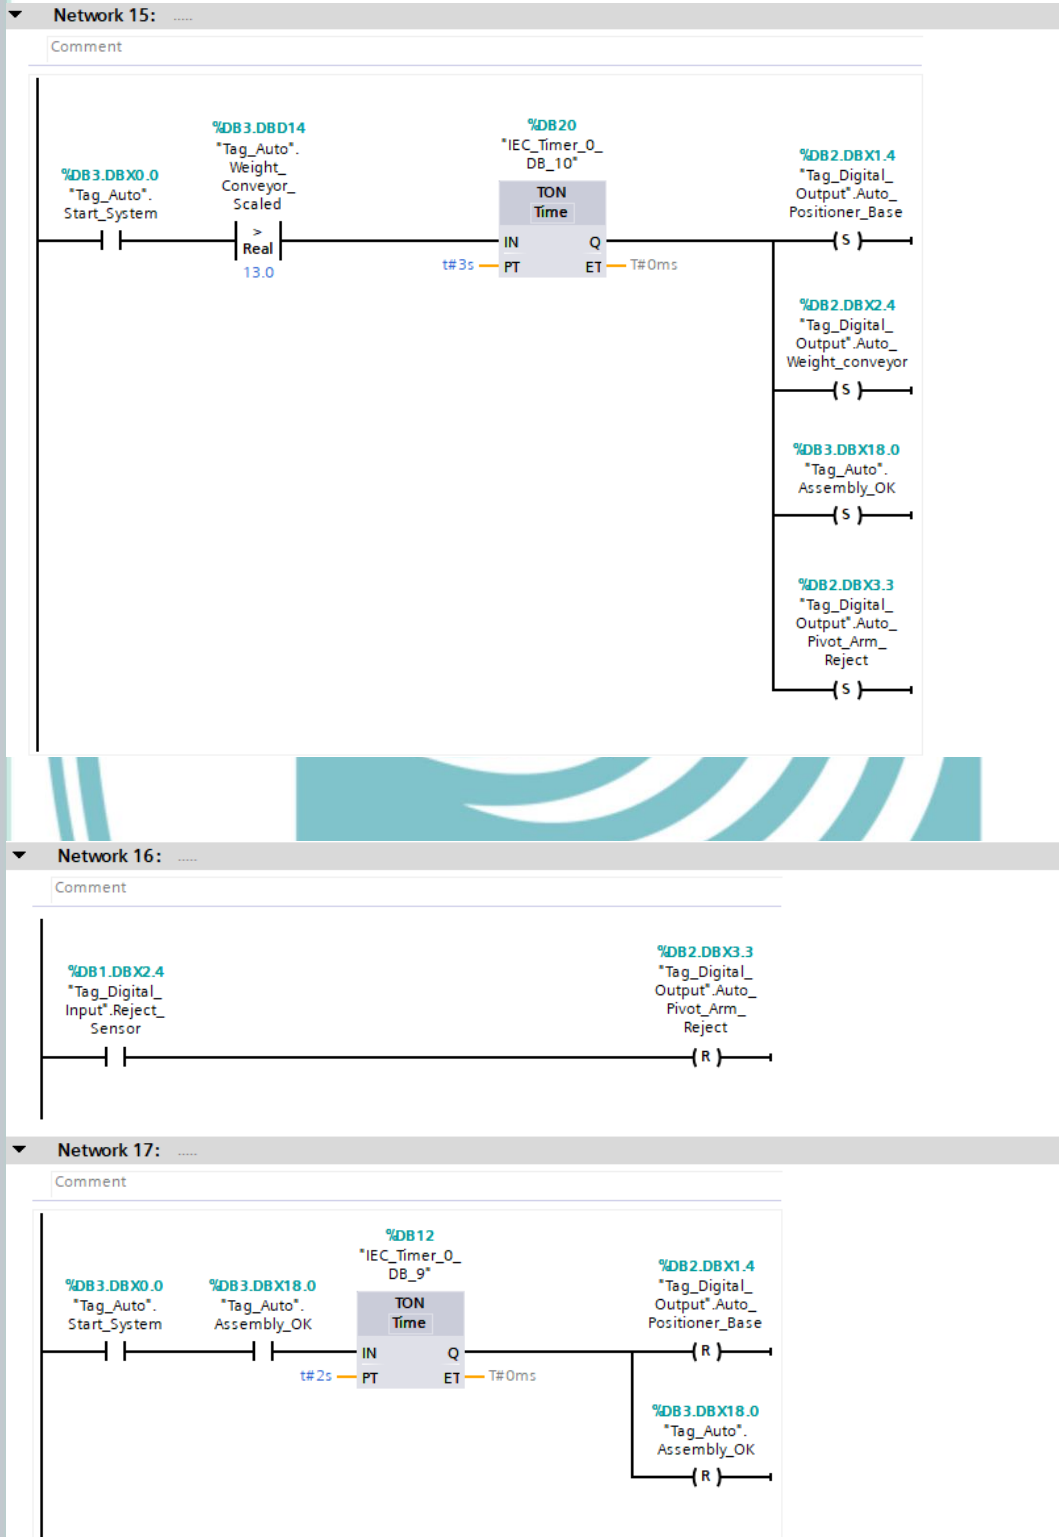 Network 15: .....
Comment
%DB3.DBX0.0
"Tag_Auto".
Start_System
%DB3.DBD14
"Tag_Auto".
Weight_
Conveyor_
Scaled
>
Real
13.0
%DB20
"IEC_Timer_0_
DB_10"
TON
Time
IN Q
t#3s PT ET T#0ms
%DB2.DBX1.4
"Tag_Digital_
Output".Auto_
Positioner_Base
S
%DB2.DBX2.4
"Tag_Digital_
Output".Auto_
Weight_conveyor
S
%DB3.DBX18.0
"Tag_Auto".
Assembly_OK
S
%DB2.DBX3.3
"Tag_Digital_
Output".Auto_
Pivot_Arm_
Reject
S
Network 16: .....
Comment
%DB1.DBX2.4
"Tag_Digital_
Input".Reject_
Sensor
%DB2.DBX3.3
"Tag_Digital_
Output".Auto_
Pivot_Arm_
Reject
R
Network 17: .....
Comment
%DB3.DBX0.0
"Tag_Auto".
Start_System
%DB3.DBX18.0
"Tag_Auto".
Assembly_OK
%DB12
"IEC_Timer_0_
DB_9"
TON
Time
IN Q
t#2s PT ET T#0ms
%DB2.DBX1.4
"Tag_Digital_
Output".Auto_
Positioner_Base
R
%DB3.DBX18.0
"Tag_Auto".
Assembly_OK
R